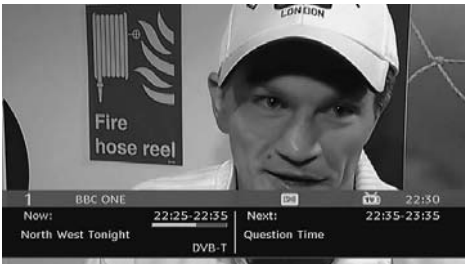 LONDON
Fire
hose reel
1 BBC ONE 22:30
Now: 22:25-22:35 Next: 22:35-23:35
North West Tonight Question Time
DVB-T